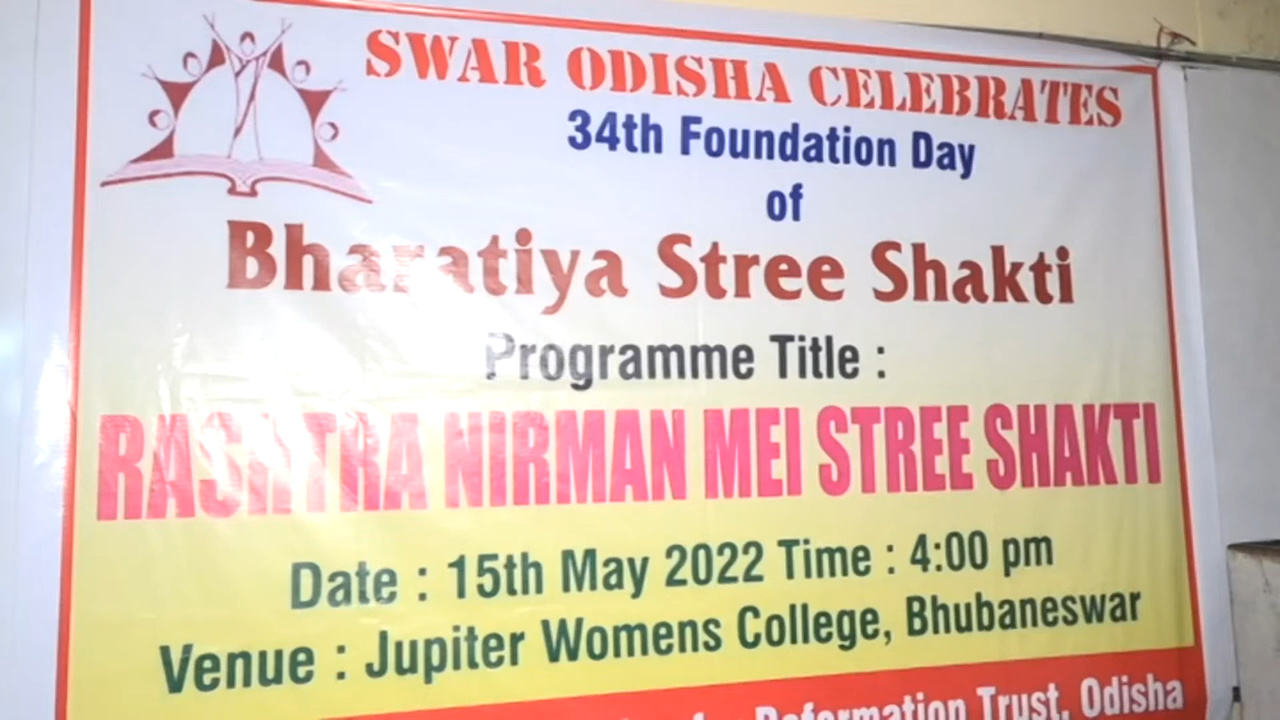 SWAR ODISHA CELEBRATES
34th Foundation Day
of
Bharatiya Stree Shakti
Programme Title :
RASHTRA NIRMAN MEI STREE SHAKTI
Date : 15th May 2022 Time : 4:00 pm
Venue : Jupiter Womens College, Bhubaneswar
Reformation Trust, Odisha